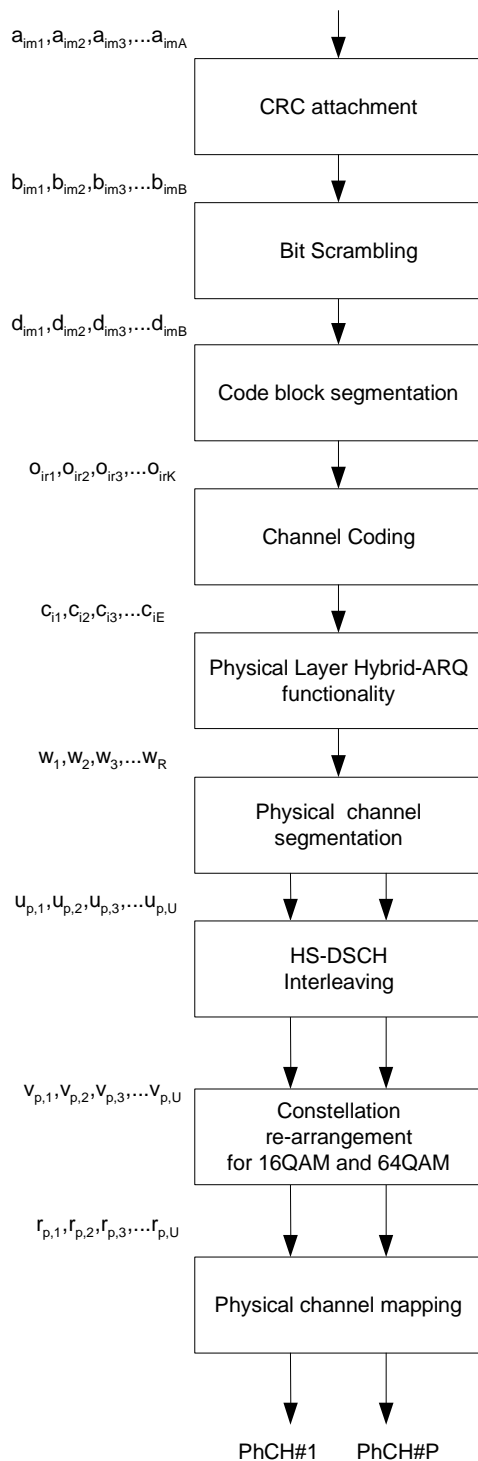 a_im1,a_im2,a_im3,...a_imA
CRC attachment
b_im1,b_im2,b_im3,...b_imB
Bit Scrambling
d_im1,d_im2,d_im3,...d_imB
Code block segmentation
o_ir1,o_ir2,o_ir3,...o_irK
Channel Coding
c_i1,c_i2,c_i3,...c_iE
Physical Layer Hybrid-ARQ
functionality
w_1,w_2,w_3,...w_R
Physical channel
segmentation
u_p,1,u_p,2,u_p,3,...u_p,U
HS-DSCH
Interleaving
v_p,1,v_p,2,v_p,3,...v_p,U
Constellation
re-arrangement
for 16QAM and 64QAM
r_p,1,r_p,2,r_p,3,...r_p,U
Physical channel mapping
PhCH#1 PhCH#P